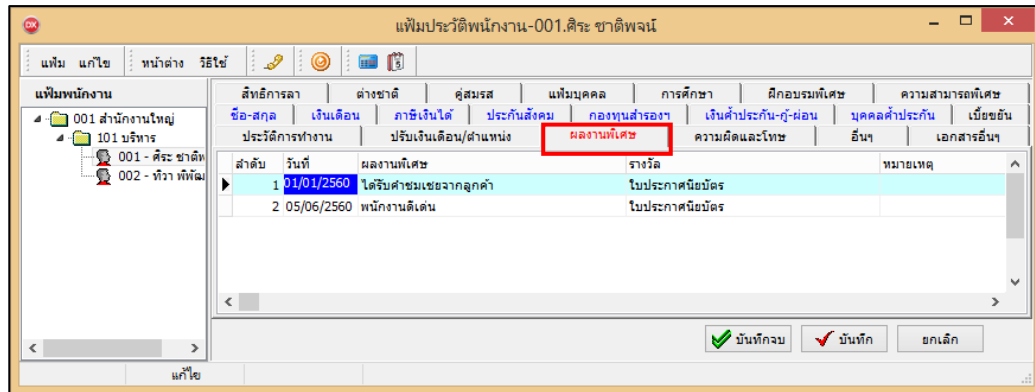 แฟ้มประวัติพนักงาน-001.ศิระ ชาติพจน์
แฟ้ม แก้ไข หน้าต่าง วิธีใช้
แฟ้มพนักงาน
001 สำนักงานใหญ่
101 บริหาร
001 - ศิระ ชาติพ
002 - ทิวา พิพัฒ
สิทธิการลา ต่างชาติ คู่สมรส แฟ้มบุคคล การศึกษา ฝึกอบรมพิเศษ ความสามารถพิเศษ
ชื่อ-สกุล เงินเดือน ภาษีเงินได้ ประกันสังคม กองทุนสำรองฯ เงินค้ำประกัน-กู้-ผ่อน บุคคลค้ำประกัน เบี้ยขยัน
ประวัติการทำงาน ปรับเงินเดือน/ตำแหน่ง ผลงานพิเศษ ความผิดและโทษ อื่นๆ เอกสารอื่นๆ
ลำดับ วันที่ ผลงานพิเศษ รางวัล หมายเหตุ
1 01/01/2560 ได้รับคำชมเชยจากลูกค้า ใบประกาศนียบัตร
2 05/06/2560 พนักงานดีเด่น ใบประกาศนียบัตร
บันทึกจบ บันทึก ยกเลิก
แก้ไข